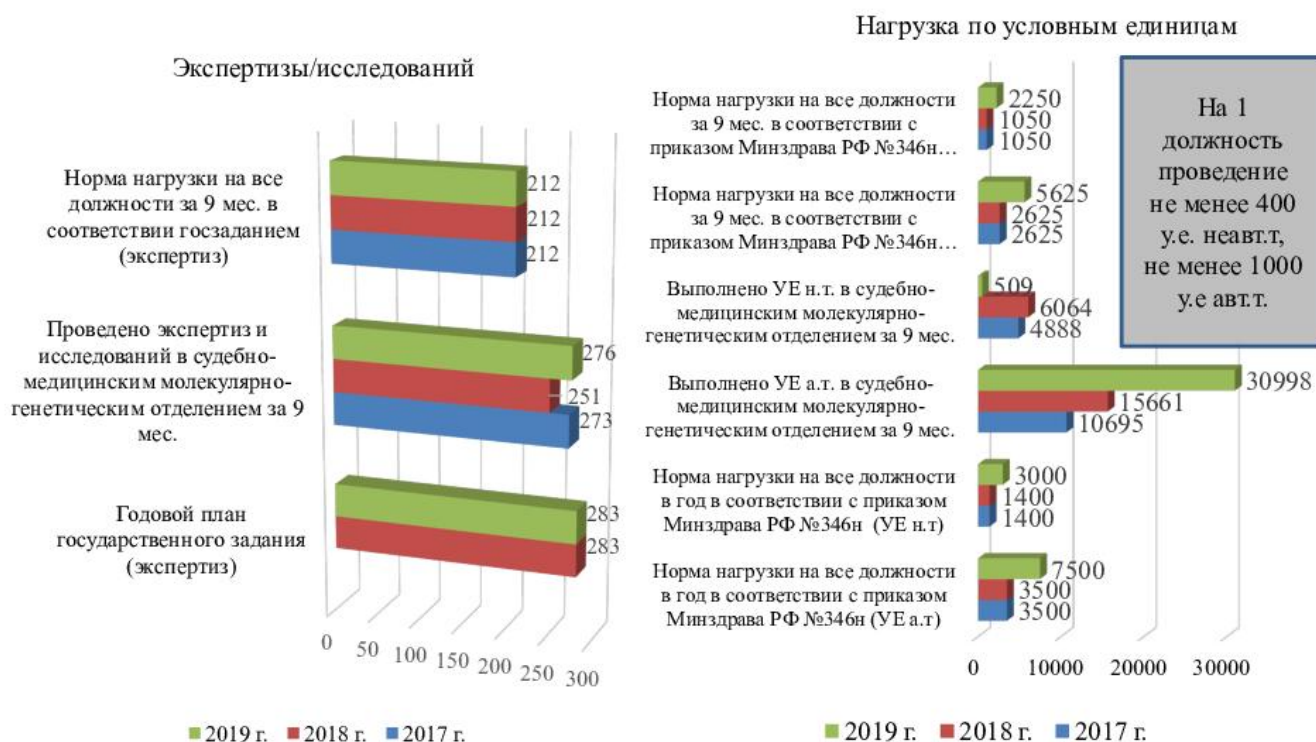 Экспертизы/исследований
Норма нагрузки на все
должности за 9 мес. в
соответствии госзаданием
(экспертиз)
212
212
212
Проведено экспертиз и
исследований в судебно-
медицинским молекулярно-
генетическим отделением за 9
мес.
276
251
273
Годовой план
государственного задания
(экспертиз)
283
283
0 50 100 150 200 250 300
2019 г. 2018 г. 2017 г.
Нагрузка по условным единицам
Норма нагрузки на все должности
за 9 мес. в соответствии с
приказом Минздрава РФ №346н...
2250
1050
1050
Норма нагрузки на все должности
за 9 мес. в соответствии с
приказом Минздрава РФ №346н...
5625
2625
2625
Выполнено УЕ н.т. в судебно-
медицинским молекулярно-
генетическим отделением за 9 мес.
509
6064
4888
Выполнено УЕ а.т. в судебно-
медицинским молекулярно-
генетическим отделением за 9 мес.
30998
15661
10695
Норма нагрузки на все должности
в год в соответствии с приказом
Минздрава РФ №346н (УЕ н.т)
3000
1400
1400
Норма нагрузки на все должности
в год в соответствии с приказом
Минздрава РФ №346н (УЕ а.т)
7500
3500
3500
0 10000 20000 30000
2019 г. 2018 г. 2017 г.
На 1
должность
проведение
не менее 400
у.е. неавт.т,
не менее 1000
у.е авт.т.